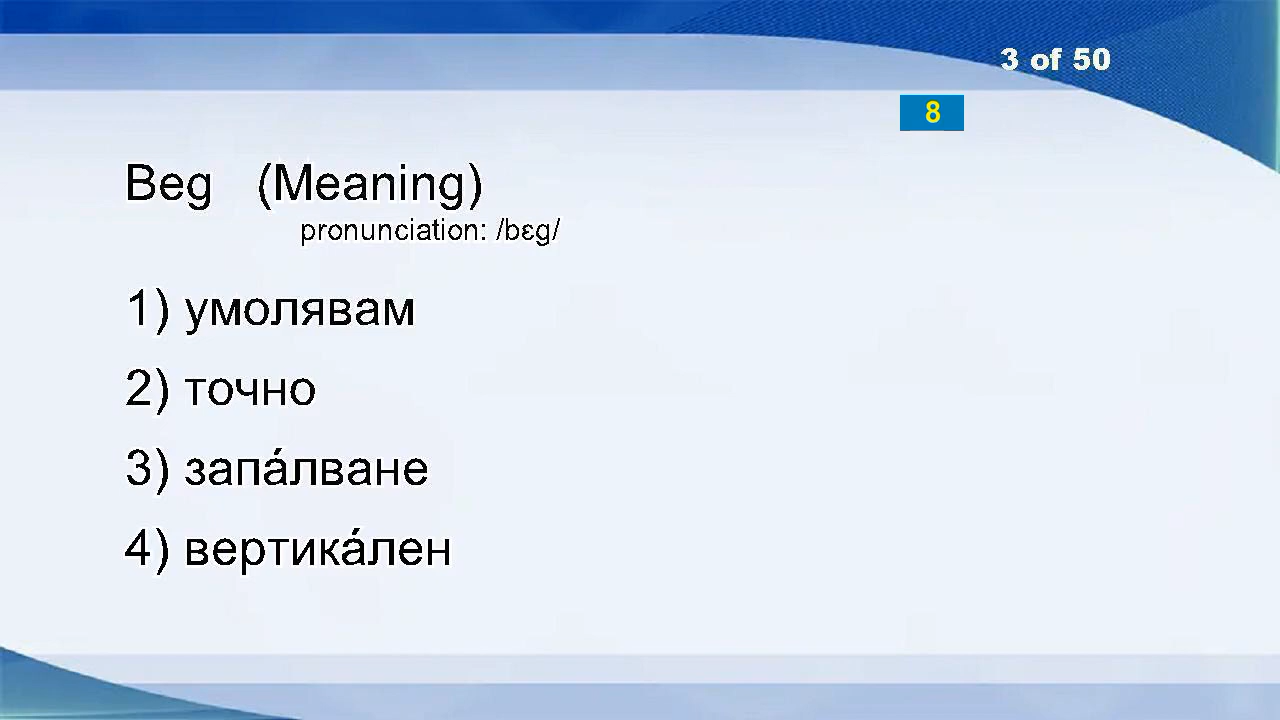 3 of 50
8
Beg (Meaning)
pronunciation: /bɛg/
1) умолявам
2) точно
3) запа́лване
4) вертика́лен